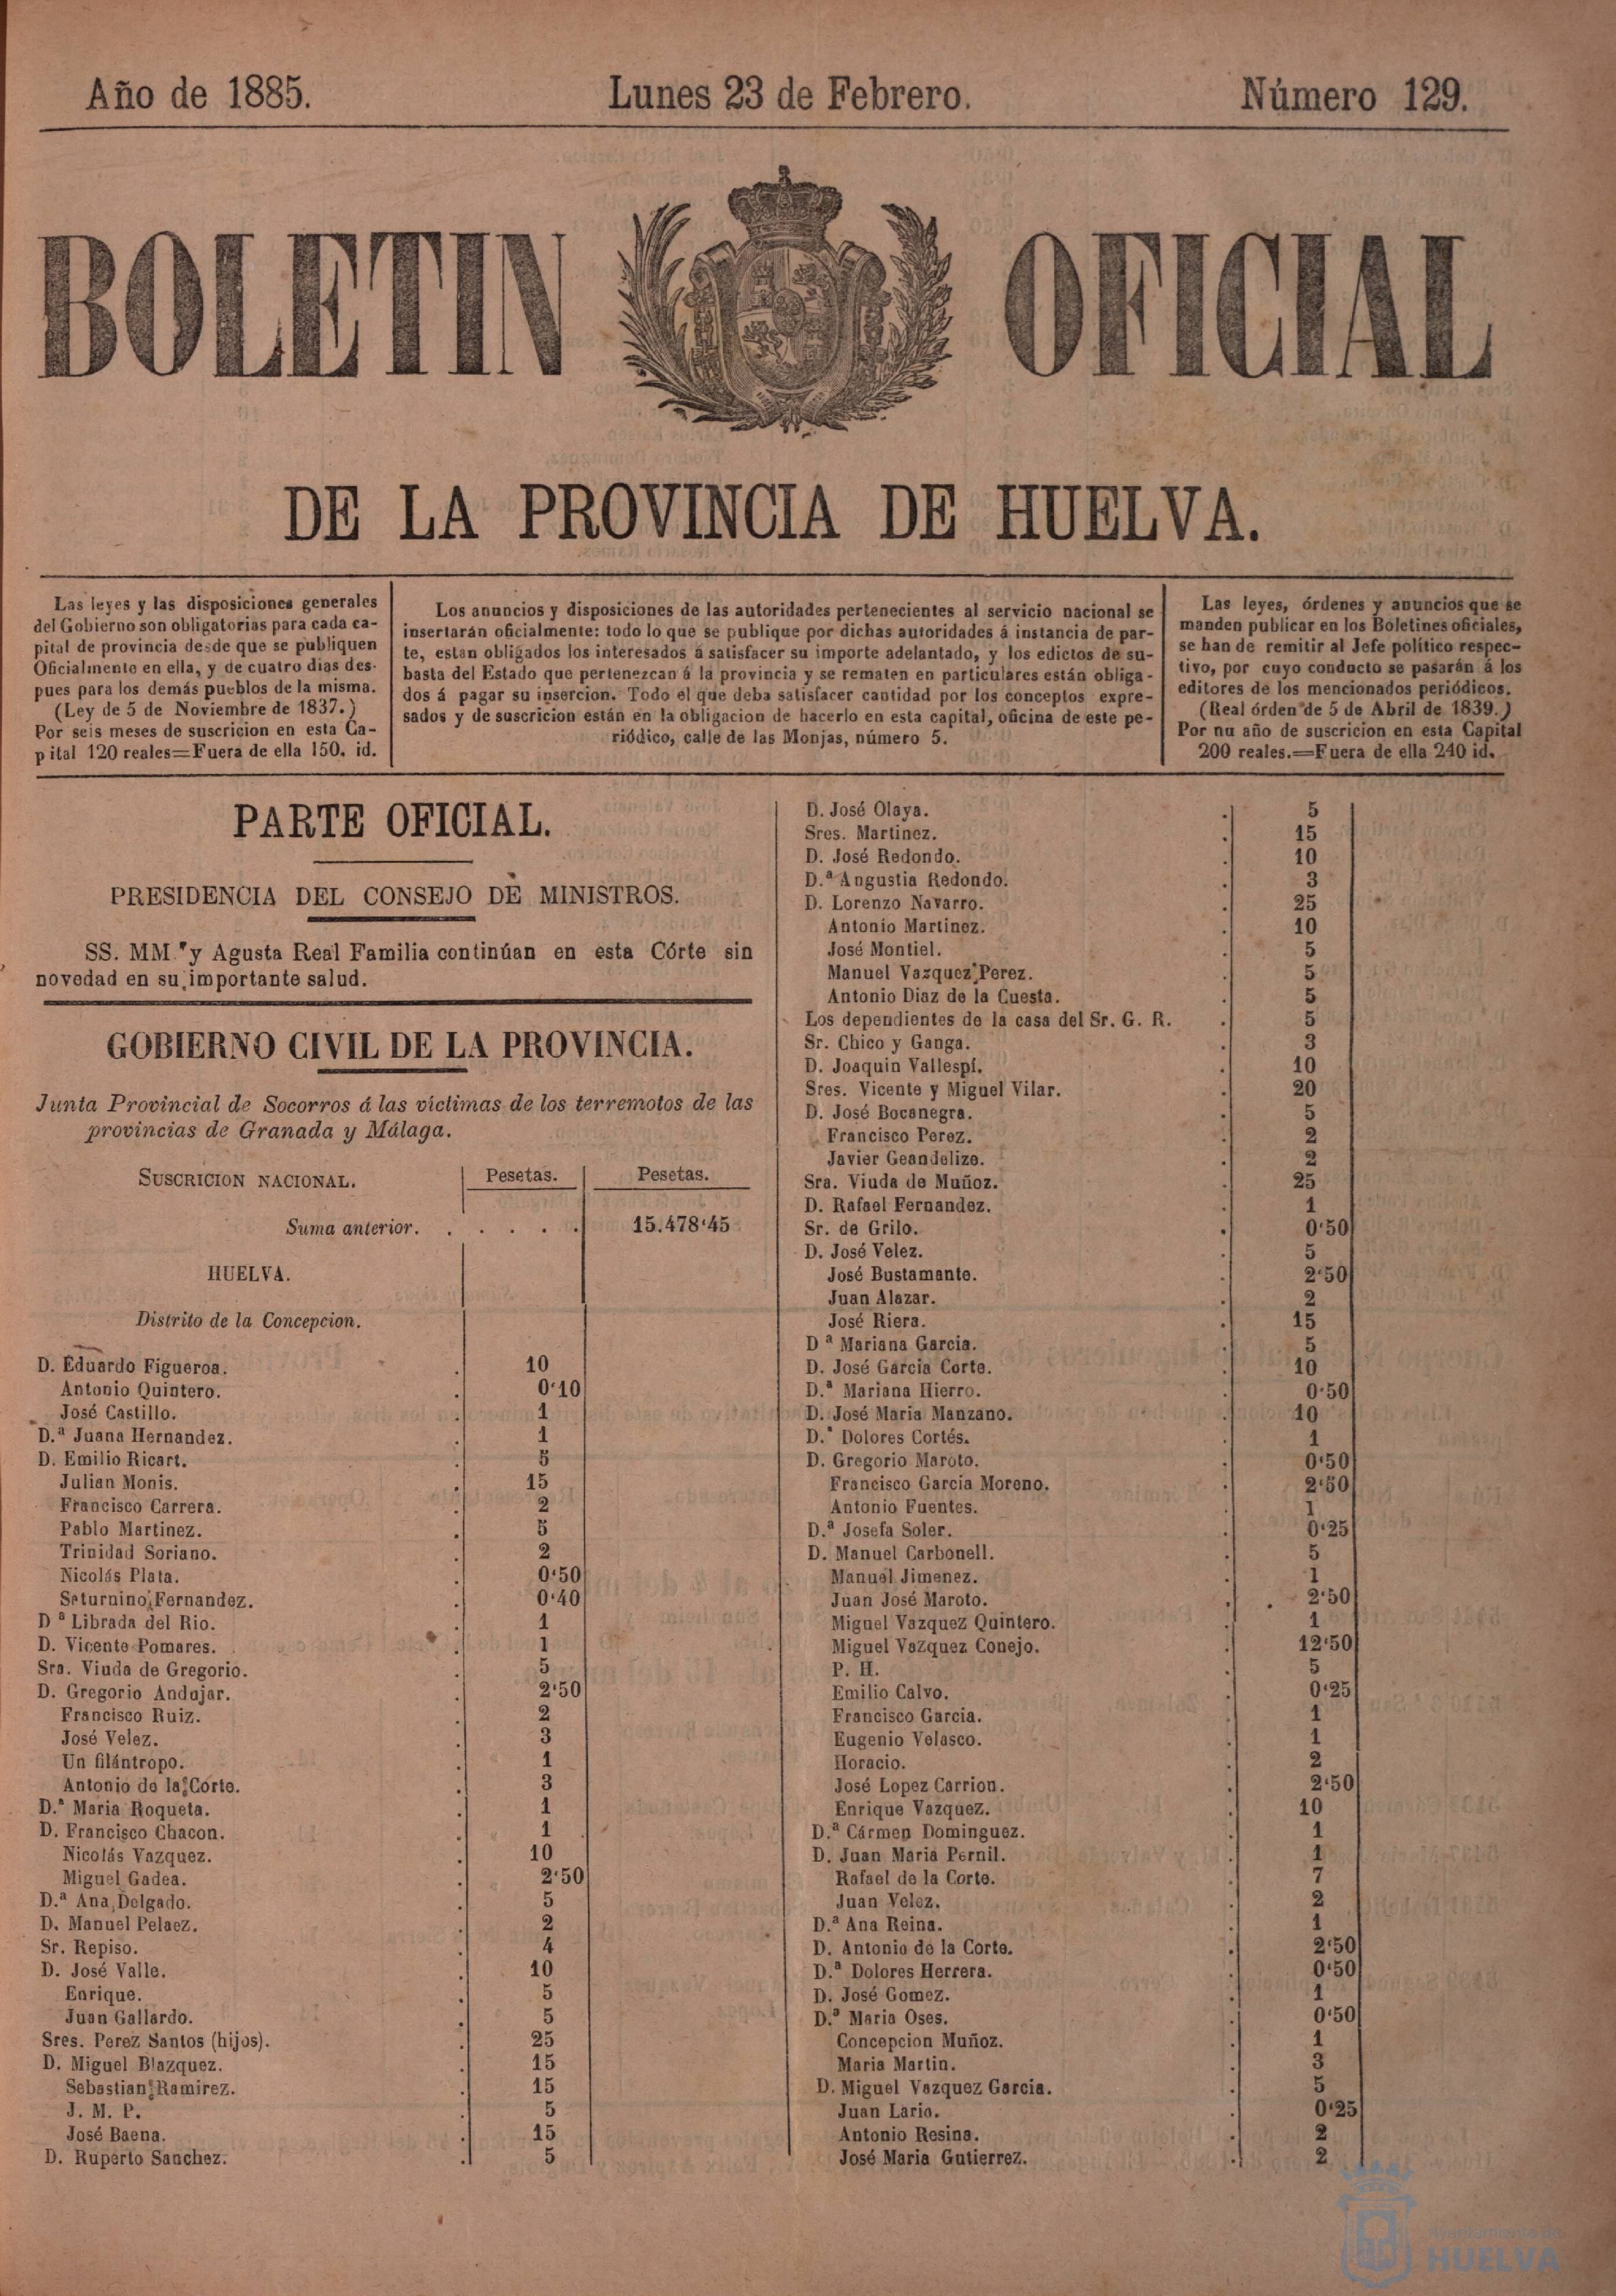 Año de 1885.
Lunes 23 de Febrero.
Número 129.
BOLETIN OFICIAL
DE LA PROVINCIA DE HUELVA.
Las leyes y las disposiciones generales
del Gobierno son obligatorias para cada ca-
pital de provincia desde que se publiquen
Oficialmente en ella, y de cuatro dias des-
pues para los demás pueblos de la misma.
(Ley de 5 de Noviembre de 1837.)
Por seis meses de suscricion en esta Ca-
pital 120 reales=Fuera de ella 150. id.
Los anuncios y disposiciones de las autoridades pertenecientes al servicio nacional se
insertarán oficialmente: todo lo que se publique por dichas autoridades á instancia de par-
te, están obligados los interesados á satisfacer su importe adelantado, y los edictos de su-
basta del Estado que pertenezcan á la provincia y se rematen en particulares están obliga-
dos á pagar su insercion. Todo el que deba satisfacer cantidad por los conceptos expre-
sados y de suscricion están en la obligacion de hacerlo en esta capital, oficina de este pe-
riódico, calle de las Monjas, número 5.
Las leyes, órdenes y anuncios que se
manden publicar en los Boletines oficiales,
se han de remitir al Jefe político respec-
tivo, por cuyo conducto se pasarán á los
editores de los mencionados periódicos.
(Real órden de 5 de Abril de 1839.)
Por nu año de suscricion en esta Capital
200 reales.=Fuera de ella 240 id.
PARTE OFICIAL.
PRESIDENCIA DEL CONSEJO DE MINISTROS.
SS. MM. y Agusta Real Familia continúan en esta Córte sin
novedad en su importante salud.
GOBIERNO CIVIL DE LA PROVINCIA.
Junta Provincial de Socorros á las víctimas de los terremotos de las
provincias de Granada y Málaga.
SUSCRICION NACIONAL. Pesetas. Pesetas.
Suma anterior. . . . . . 15.478'45
HUELVA.
Distrito de la Concepcion.
D. Eduardo Figueroa. . 10
Antonio Quintero. . 0'10
José Castillo. . 1
D.ª Juana Hernandez. . 1
D. Emilio Ricart. . 5
Julian Monis. . 15
Francisco Carrera. . 2
Pablo Martinez. . 5
Trinidad Soriano. . 2
Nicolás Plata. . 0'50
Saturnino Fernandez. . 0'40
D ª Librada del Rio. . 1
D. Vicente Pomares. . 1
Sra. Viuda de Gregorio. . 5
D. Gregorio Andujar. . 2'50
Francisco Ruiz. . 2
José Velez. . 3
Un filántropo. . 1
Antonio de la Corte. . 3
D.ª Maria Roqueta. . 1
D. Francisco Chacon. . 1
Nicolás Vazquez. . 10
Miguel Gadea. . 2'50
D.ª Ana Delgado. . 5
D. Manuel Pelaez. . 2
Sr. Repiso. . 4
D. José Valle. . 10
Enrique. . 5
Juan Gallardo. . 5
Sres. Perez Santos (hijos). . 25
D. Miguel Blazquez. . 15
Sebastian Ramirez. . 15
J. M. P. . 5
José Baena. . 15
D. Ruperto Sanchez. . 5
D. José Olaya. . 5
Sres. Martinez. . 15
D. José Redondo. . 10
D.ª Angustia Redondo. . 3
D. Lorenzo Navarro. . 25
Antonio Martinez. . 10
José Montiel. . 5
Manuel Vazquez Perez. . 5
Antonio Diaz de la Cuesta. . 5
Los dependientes de la casa del Sr. G. R. . 5
Sr. Chico y Ganga. . 3
D. Joaquin Vallespí. . 10
Sres. Vicente y Miguel Vilar. . 20
D. José Bocanegra. . 5
Francisco Perez. . 2
Javier Geandelize. . 2
Sra. Viuda de Muñoz. . 25
D. Rafael Fernandez. . 1
Sr. de Grilo. . 0'50
D. José Velez. . 5
José Bustamante. . 2'50
Juan Alazar. . 2
José Riera. . 15
D ª Mariana Garcia. . 5
D. José Garcia Corte. . 10
D.ª Mariana Hierro. . 0'50
D. José Maria Manzano. . 10
D.ª Dolores Cortés. . 1
D. Gregorio Maroto. . 0'50
Francisco Garcia Moreno. . 2'50
Antonio Fuentes. . 1
D.ª Josefa Soler. . 0'25
D. Manuel Carbonell. . 5
Manuel Jimenez. . 1
Juan José Maroto. . 2'50
Miguel Vazquez Quintero. . 1
Miguel Vazquez Conejo. . 12'50
P. H. . 5
Emilio Calvo. . 0'25
Francisco Garcia. . 1
Eugenio Velasco. . 1
Horacio. . 2
José Lopez Carrion. . 2'50
Enrique Vazquez. . 10
D.ª Cármen Dominguez. . 1
D. Juan Maria Pernil. . 1
Rafael de la Corte. . 7
Juan Velez. . 2
D.ª Ana Reina. . 1
D. Antonio de la Corte. . 2'50
D.ª Dolores Herrera. . 0'50
D. José Gomez. . 1
D.ª Maria Oses. . 0'50
Concepcion Muñoz. . 1
Maria Martin. . 3
D. Miguel Vazquez Garcia. . 5
Juan Lario. . 0'25
Antonio Resina. . 2
José Maria Gutierrez. . 2
Ayuntamiento de
HUELVA